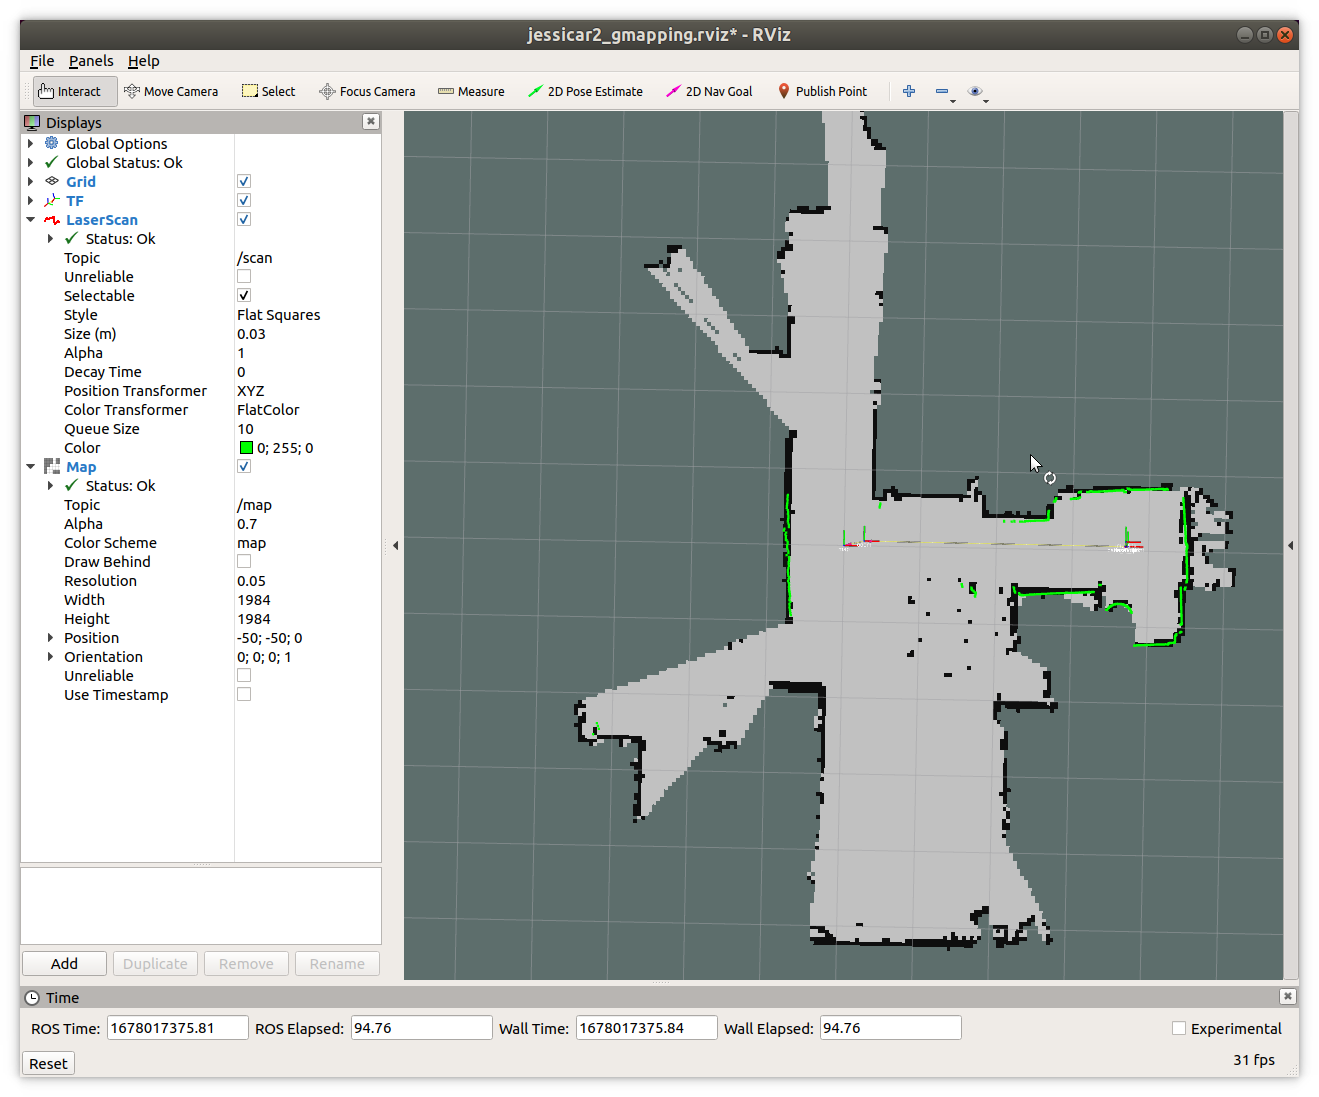 jessicar2_gmapping.rviz* - RViz
File Panels Help
Interact Move Camera Select Focus Camera Measure 2D Pose Estimate 2D Nav Goal Publish Point
Displays
Global Options
Global Status: Ok
Grid
TF
LaserScan
Status: Ok
Topic /scan
Unreliable
Selectable
Style Flat Squares
Size (m) 0.03
Alpha 1
Decay Time 0
Position Transformer XYZ
Color Transformer FlatColor
Queue Size 10
Color 0; 255; 0
Map
Status: Ok
Topic /map
Alpha 0.7
Color Scheme map
Draw Behind
Resolution 0.05
Width 1984
Height 1984
Position -50; -50; 0
Orientation 0; 0; 0; 1
Unreliable
Use Timestamp
Add Duplicate Remove Rename
Time
ROS Time: 1678017375.81 ROS Elapsed: 94.76 Wall Time: 1678017375.84 Wall Elapsed: 94.76 Experimental
Reset 31 fps